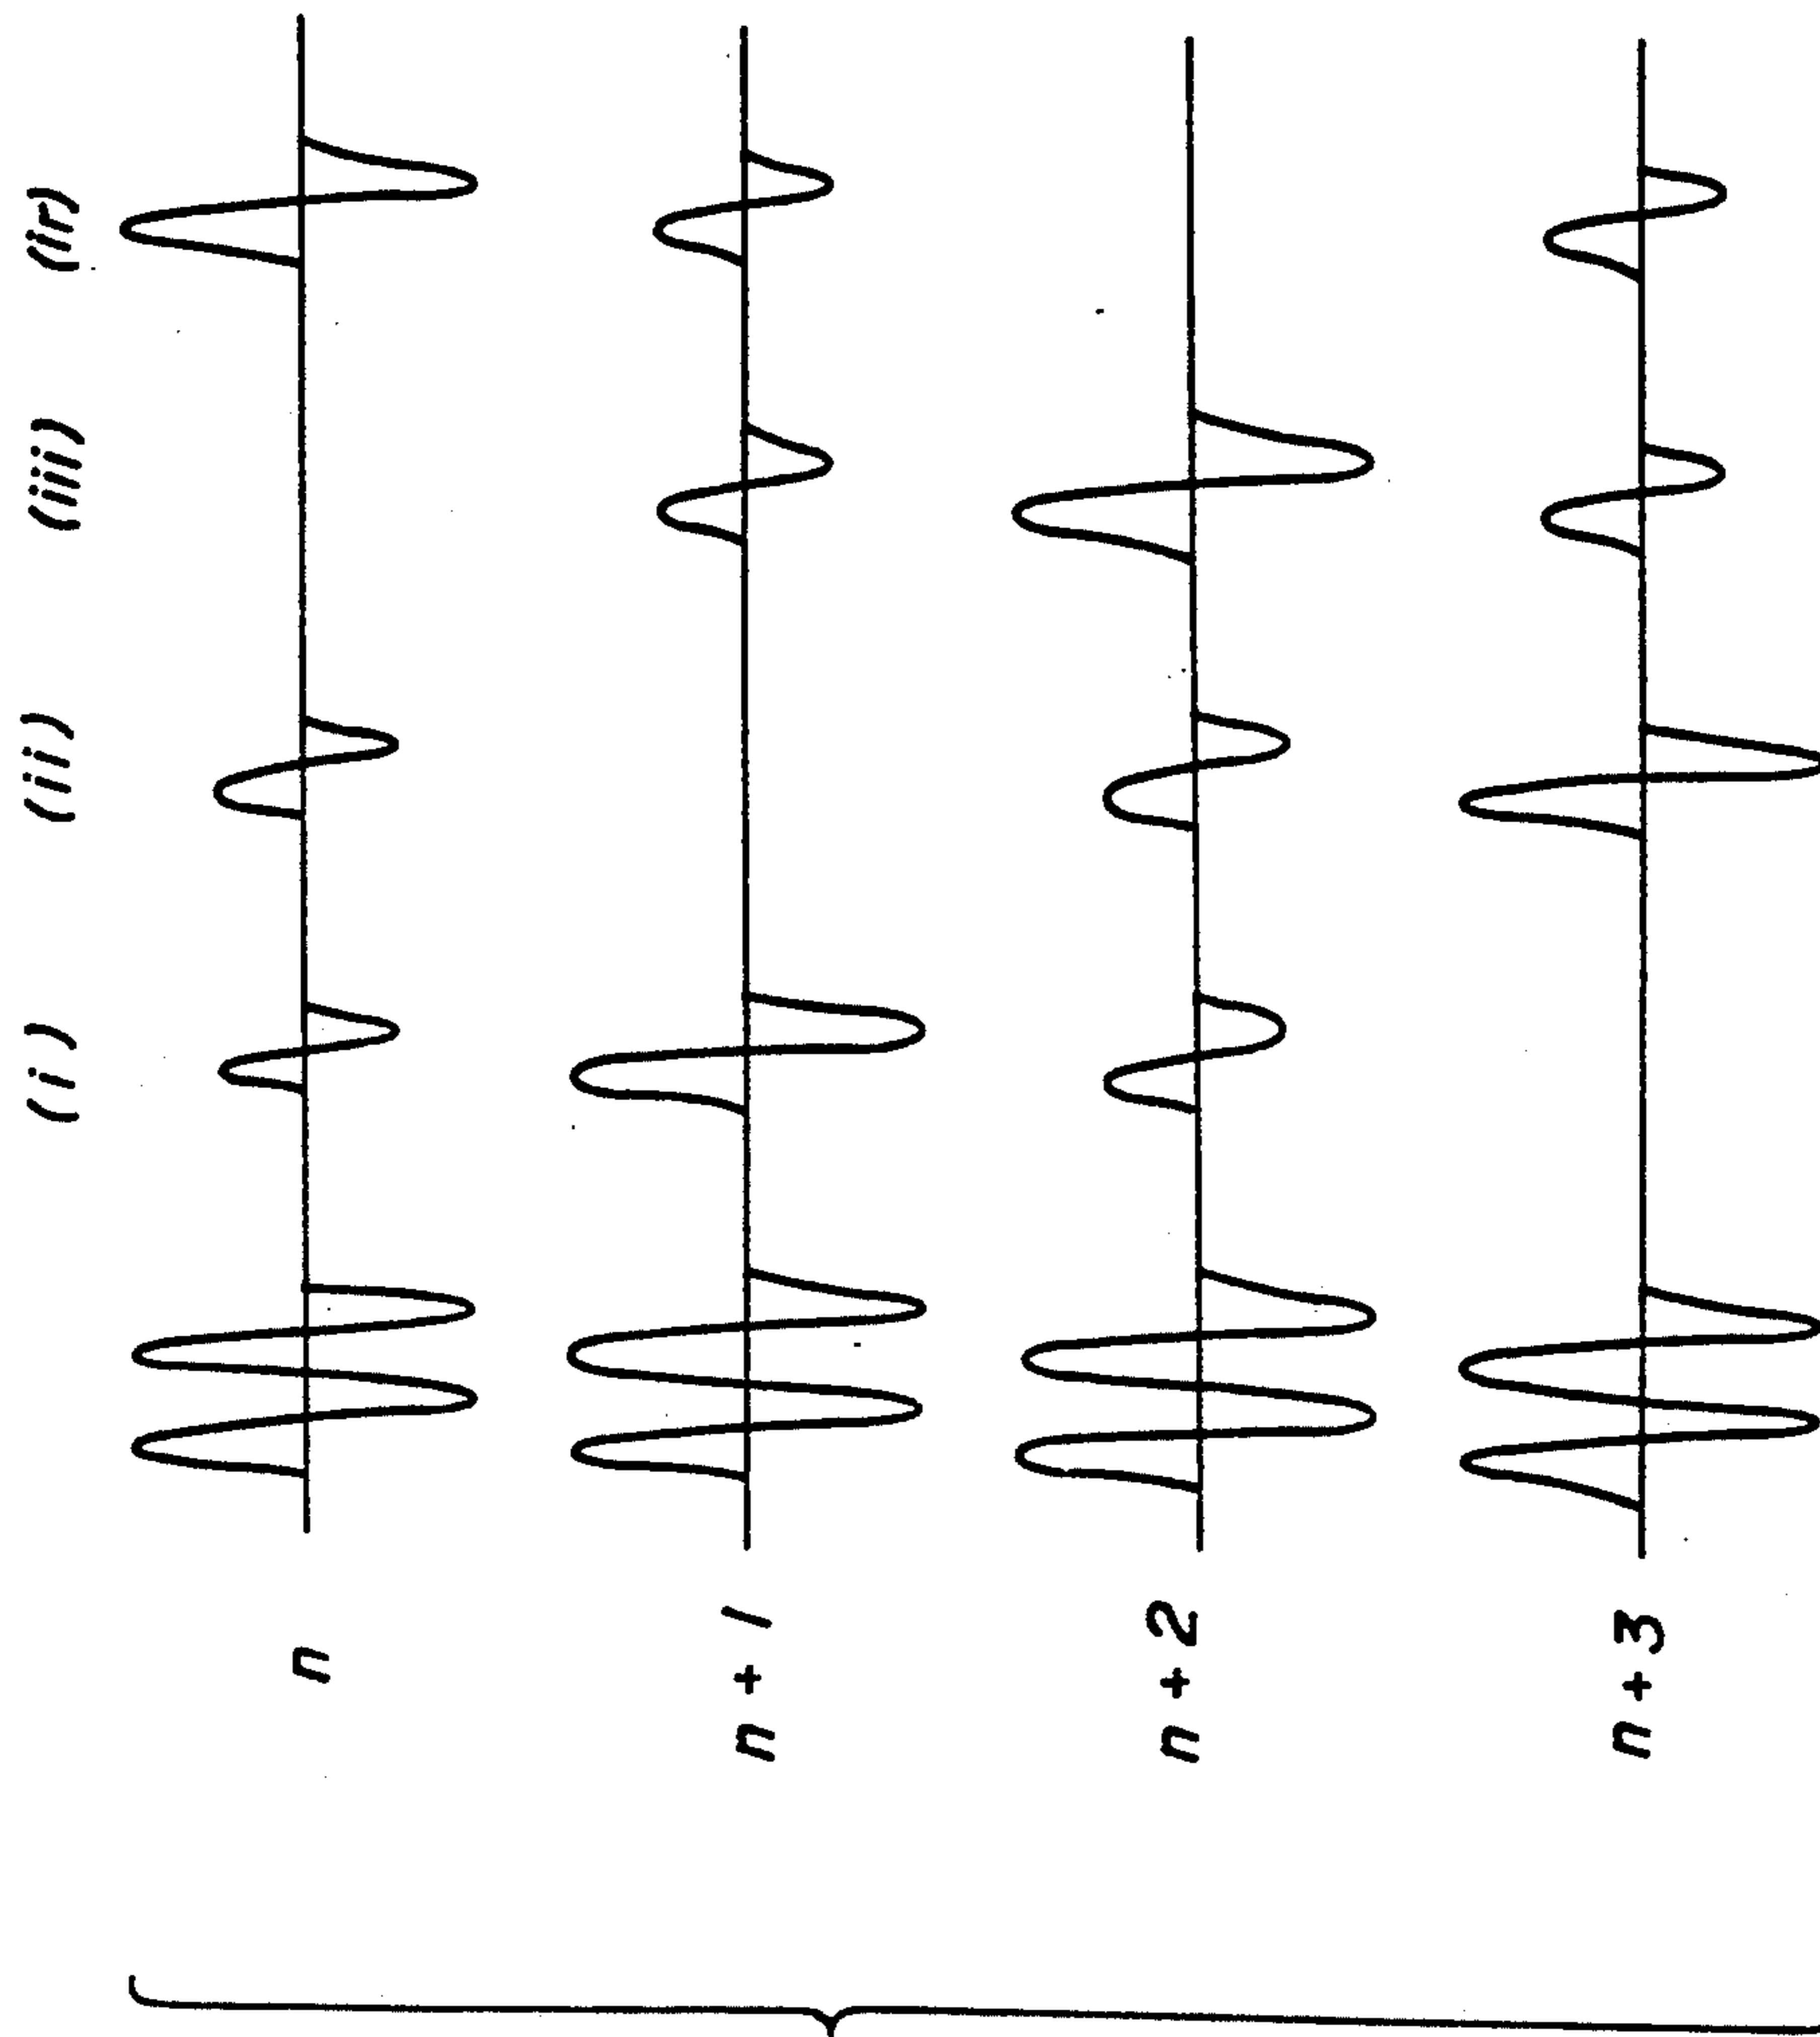 (i) (ii) (iii) (iv)
n
n + 1
n + 2
n + 3